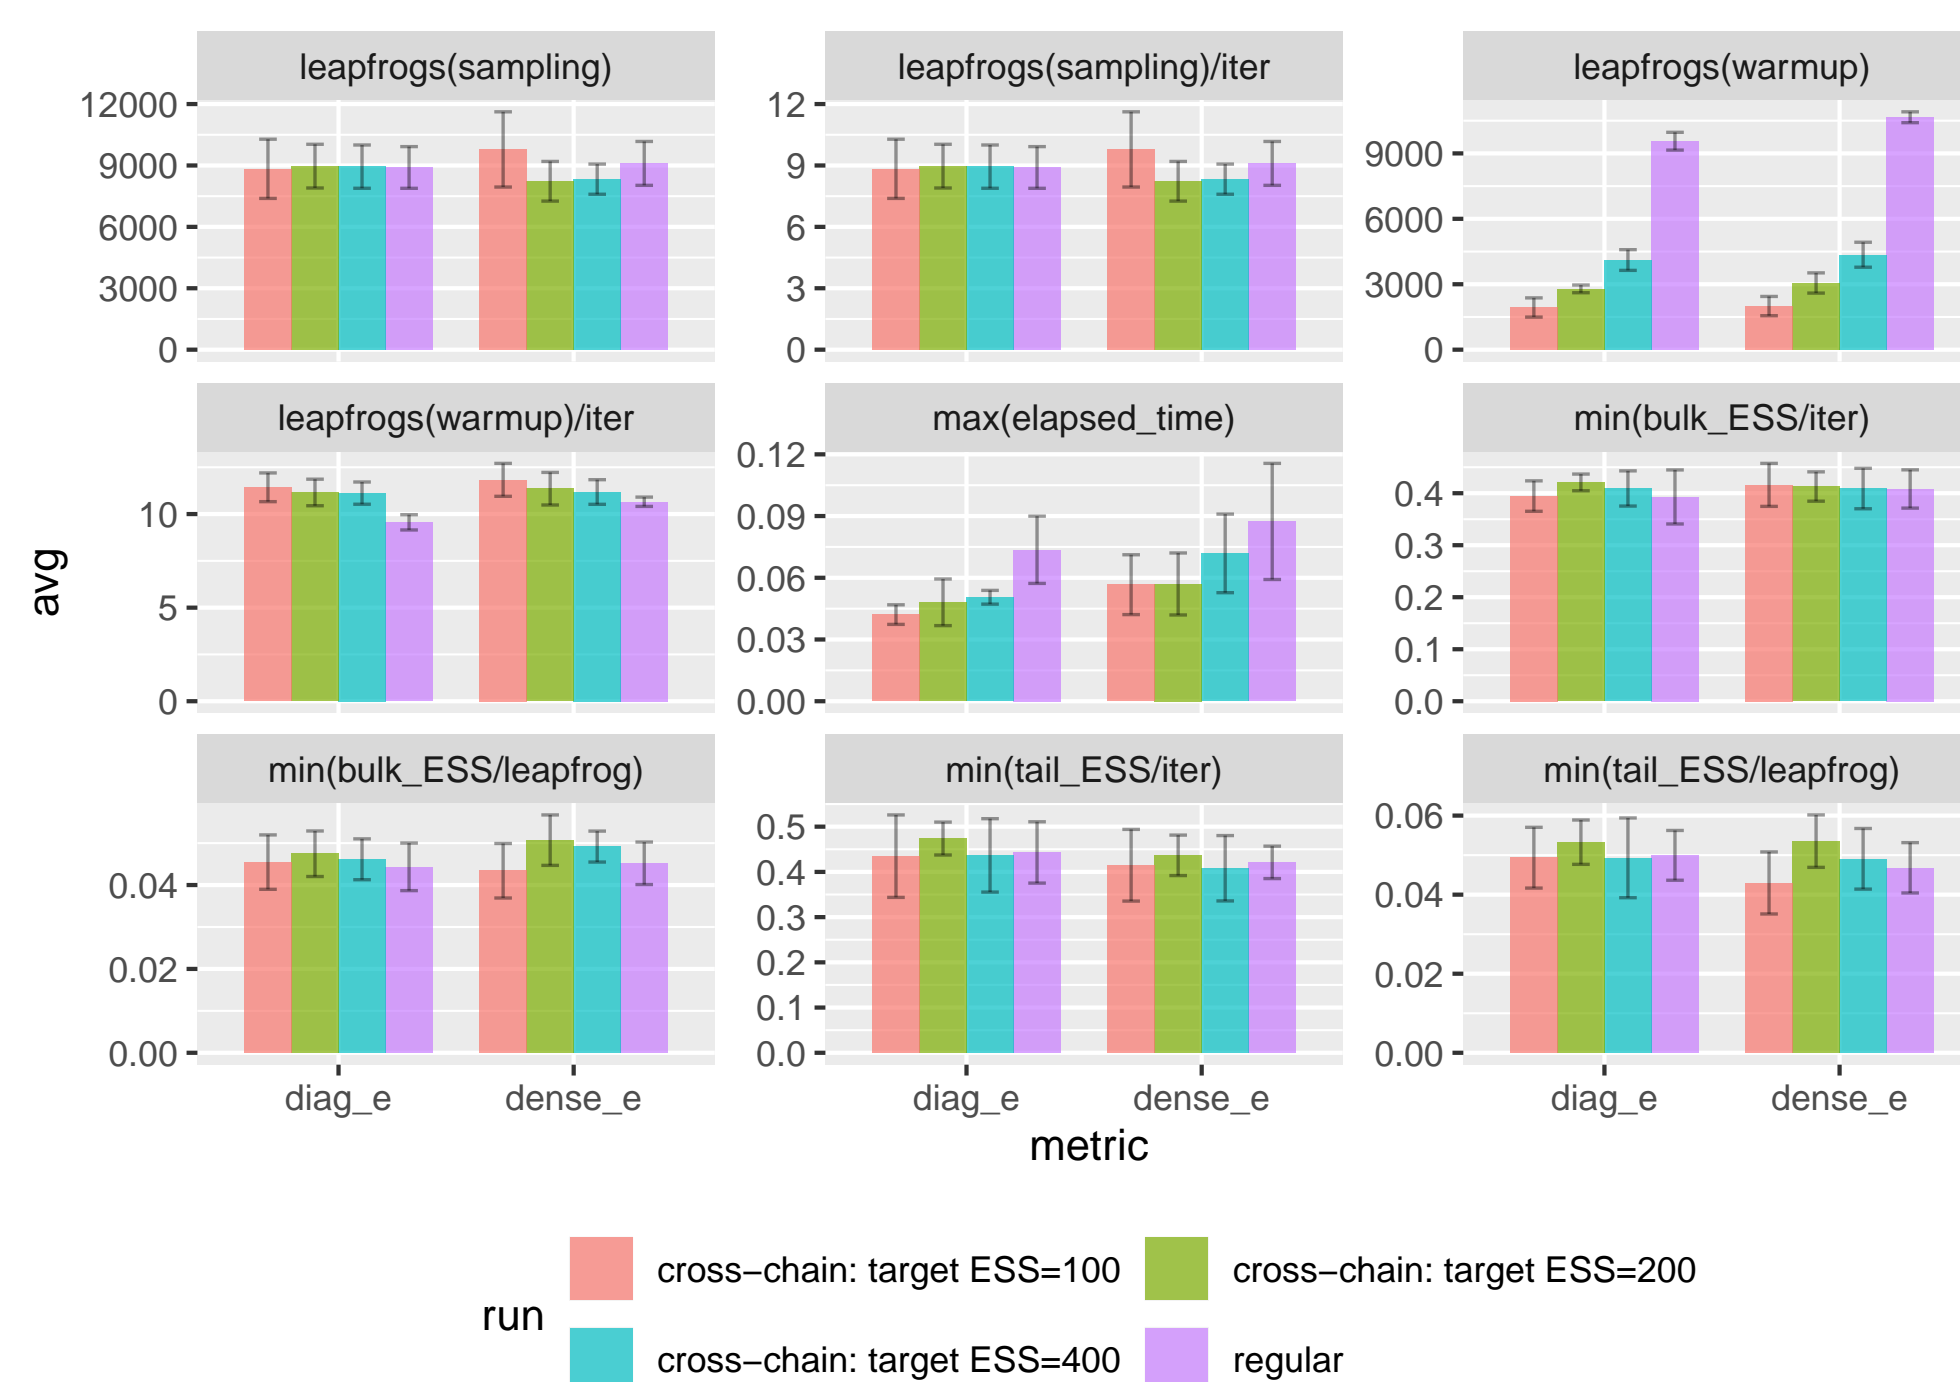 leapfrogs(sampling)
leapfrogs(sampling)/iter
leapfrogs(warmup)
12000
9000
6000
3000
0
12
9
6
3
0
9000
6000
3000
0
leapfrogs(warmup)/iter
max(elapsed_time)
min(bulk_ESS/iter)
10
5
0
0.12
0.09
0.06
0.03
0.00
0.4
0.3
0.2
0.1
0.0
min(bulk_ESS/leapfrog)
min(tail_ESS/iter)
min(tail_ESS/leapfrog)
0.04
0.02
0.00
0.5
0.4
0.3
0.2
0.1
0.0
0.06
0.04
0.02
0.00
diag_e
dense_e
diag_e
dense_e
diag_e
dense_e
avg
metric
run
cross−chain: target ESS=100
cross−chain: target ESS=200
cross−chain: target ESS=400
regular